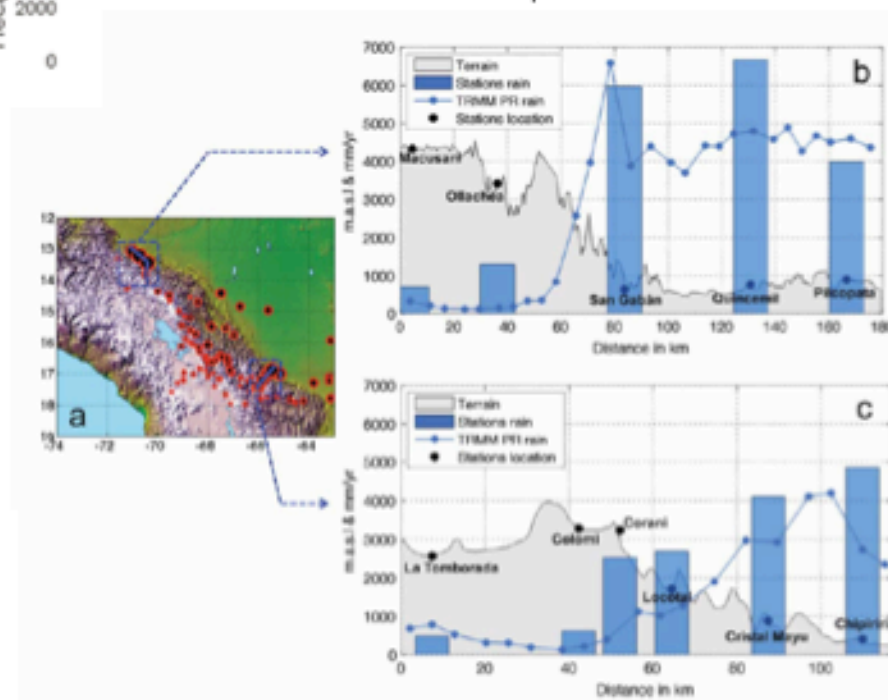 2000
0
7000
6000
5000
4000
3000
2000
1000
0
m.a.s.l & mm/yr
Terrain
Stations rain
TRMM PR rain
Stations location
b
Macusani
Ollachea
San Gabán
Quincemil
Pilcopata
0 20 40 60 80 100 120 140 160 180
Distance in km
12
13
14
15
16
17
18
19
-74 -72 -70 -68 -66 -64
a
7000
6000
5000
4000
3000
2000
1000
0
m.a.s.l & mm/yr
Terrain
Stations rain
TRMM PR rain
Stations location
c
La Tamborada
Colomi
Corani
Locotal
Cristal Mayu
Chipiriri
0 20 40 60 80 100
Distance in km